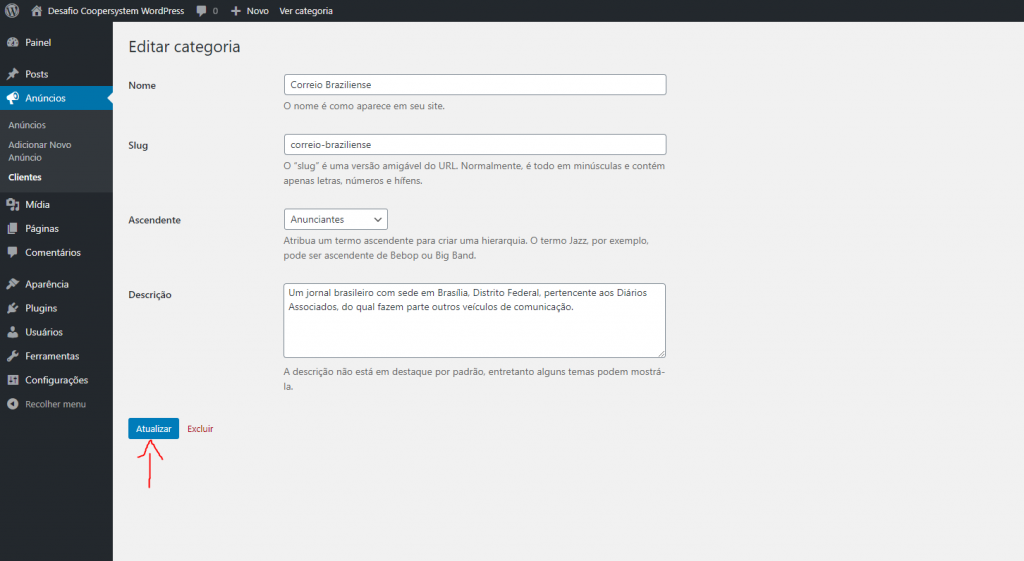 Desafio Coopersystem WordPress 0 Novo Ver categoria
Painel
Posts
Anúncios
Anúncios
Adicionar Novo
Anúncio
Clientes
Mídia
Páginas
Comentários
Aparência
Plugins
Usuários
Ferramentas
Configurações
Recolher menu
Editar categoria
Nome
Correio Braziliense
O nome é como aparece em seu site.
Slug
correio-braziliense
O "slug" é uma versão amigável do URL. Normalmente, é todo em minúsculas e contém
apenas letras, números e hífens.
Ascendente
Anunciantes
Atribua um termo ascendente para criar uma hierarquia. O termo Jazz, por exemplo,
pode ser ascendente de Bebop ou Big Band.
Descrição
Um jornal brasileiro com sede em Brasília, Distrito Federal, pertencente aos Diários
Associados, do qual fazem parte outros veículos de comunicação.
A descrição não está em destaque por padrão, entretanto alguns temas podem mostrá-
la.
Atualizar Excluir